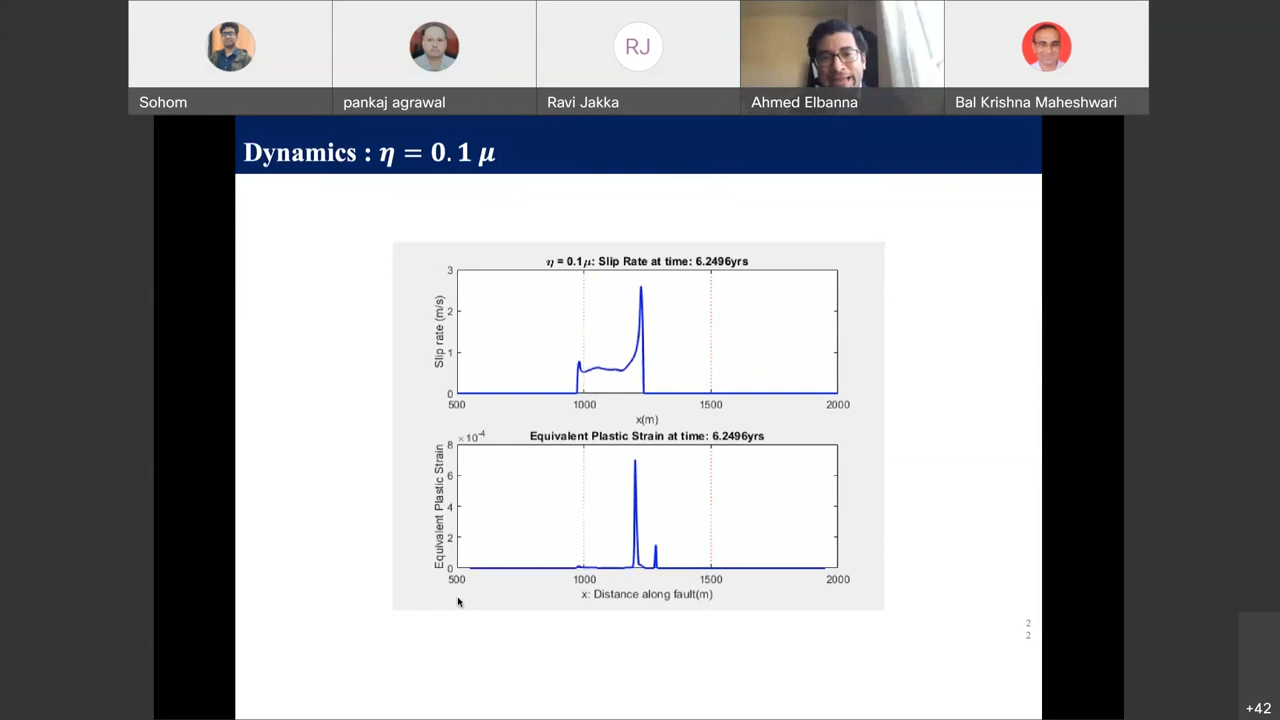 RJ
Sohom
pankaj agrawal
Ravi Jakka
Ahmed Elbanna
Bal Krishna Maheshwari
Dynamics : η = 0.1 μ
η = 0.1μ: Slip Rate at time: 6.2496yrs
Slip rate (m/s)
3
2
1
0
500 1000 1500 2000
x(m)
Equivalent Plastic Strain at time: 6.2496yrs
×10⁻⁴
Equivalent Plastic Strain
8
6
4
2
0
500 1000 1500 2000
x: Distance along fault(m)
2
2
+42